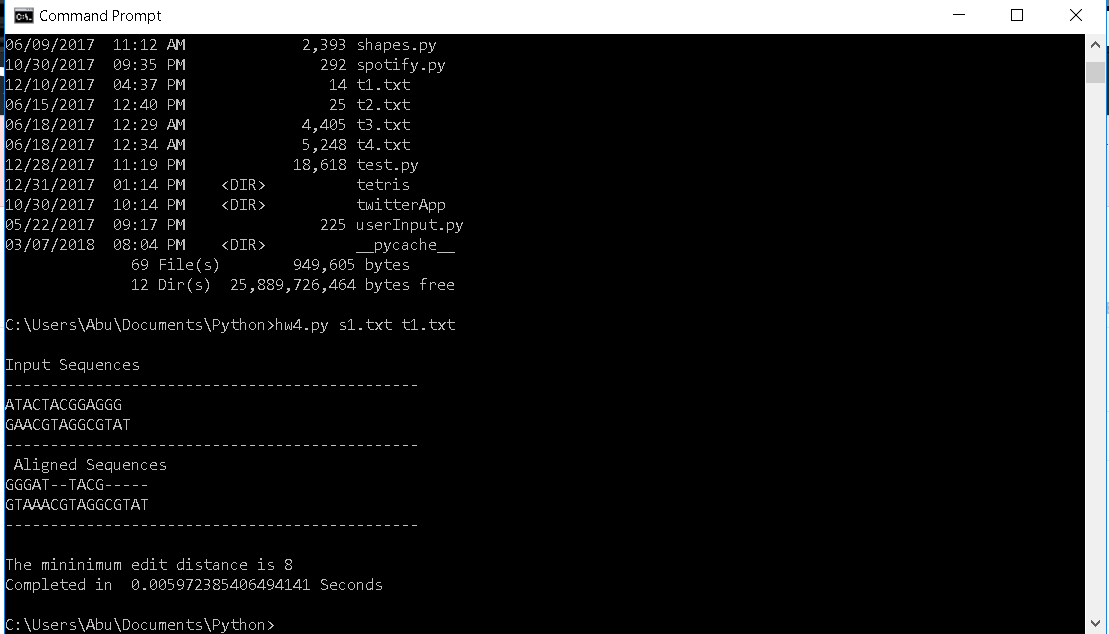 Command Prompt
06/09/2017  11:12 AM             2,393 shapes.py
10/30/2017  09:35 PM               292 spotify.py
12/10/2017  04:37 PM                14 t1.txt
06/15/2017  12:40 PM                25 t2.txt
06/18/2017  12:29 AM             4,405 t3.txt
06/18/2017  12:34 AM             5,248 t4.txt
12/28/2017  11:19 PM            18,618 test.py
12/31/2017  01:14 PM    <DIR>          tetris
10/30/2017  10:14 PM    <DIR>          twitterApp
05/22/2017  09:17 PM               225 userInput.py
03/07/2018  08:04 PM    <DIR>          __pycache__
              69 File(s)        949,605 bytes
              12 Dir(s)  25,889,726,464 bytes free
C:\Users\Abu\Documents\Python>hw4.py s1.txt t1.txt
Input Sequences
----------------------------------------------
ATACTACGGAGGG
GAACGTAGGCGTAT
----------------------------------------------
 Aligned Sequences
GGGAT--TACG-----
GTAAACGTAGGCGTAT
----------------------------------------------
The mininimum edit distance is 8
Completed in  0.005972385406494141 Seconds
C:\Users\Abu\Documents\Python>